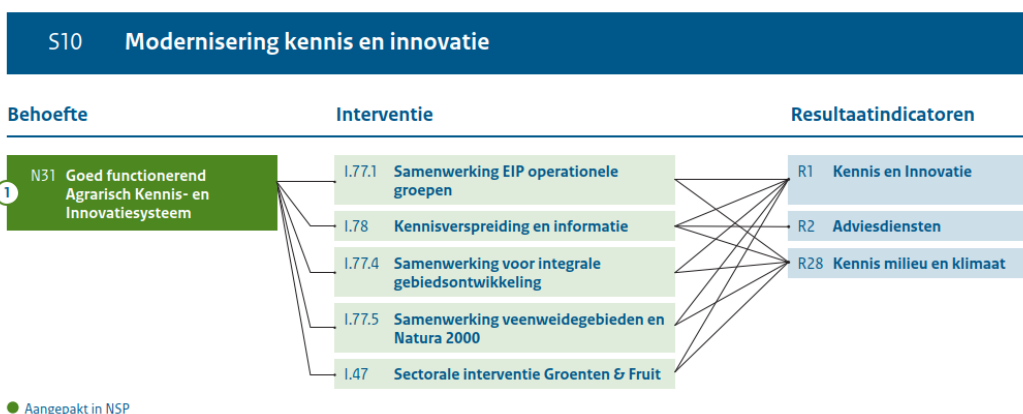 S10 Modernisering kennis en innovatie
Behoefte
Interventie
Resultaatindicatoren
1
N31 Goed functionerend
Agrarisch Kennis- en
Innovatiesysteem
I.77.1 Samenwerking EIP operationele
groepen
I.78 Kennisverspreiding en informatie
I.77.4 Samenwerking voor integrale
gebiedsontwikkeling
I.77.5 Samenwerking veenweidegebieden en
Natura 2000
I.47 Sectorale interventie Groenten & Fruit
R1 Kennis en Innovatie
R2 Adviesdiensten
R28 Kennis milieu en klimaat
Aangepakt in NSP